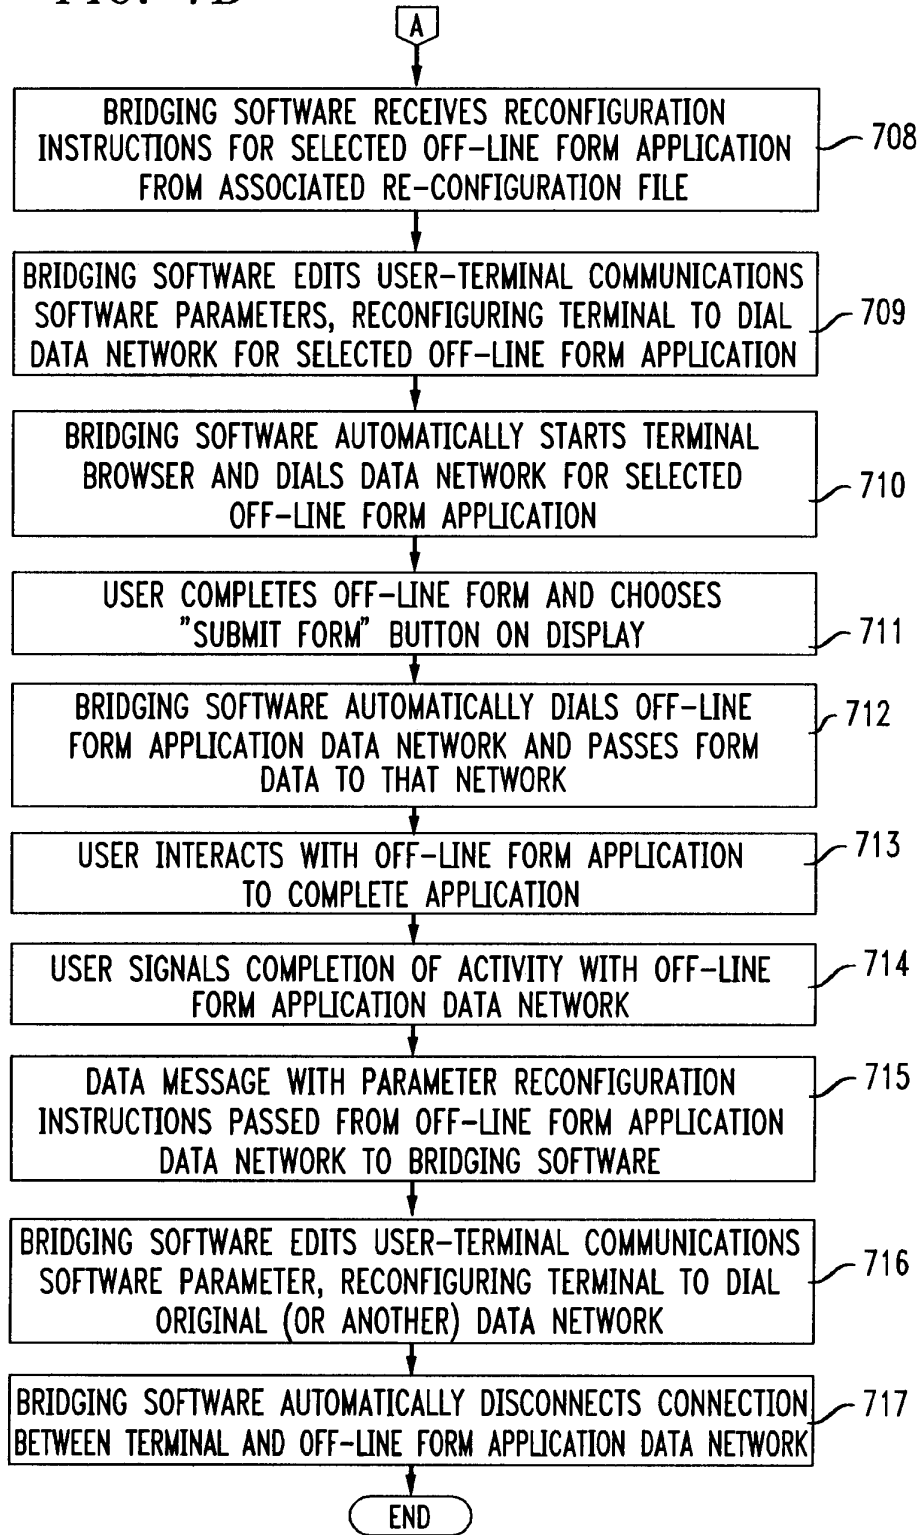 FIG. 7B
A
BRIDGING SOFTWARE RECEIVES RECONFIGURATION
INSTRUCTIONS FOR SELECTED OFF-LINE FORM APPLICATION
FROM ASSOCIATED RE-CONFIGURATION FILE
708
BRIDGING SOFTWARE EDITS USER-TERMINAL COMMUNICATIONS
SOFTWARE PARAMETERS, RECONFIGURING TERMINAL TO DIAL
DATA NETWORK FOR SELECTED OFF-LINE FORM APPLICATION
709
BRIDGING SOFTWARE AUTOMATICALLY STARTS TERMINAL
BROWSER AND DIALS DATA NETWORK FOR SELECTED
OFF-LINE FORM APPLICATION
710
USER COMPLETES OFF-LINE FORM AND CHOOSES
"SUBMIT FORM" BUTTON ON DISPLAY
711
BRIDGING SOFTWARE AUTOMATICALLY DIALS OFF-LINE
FORM APPLICATION DATA NETWORK AND PASSES FORM
DATA TO THAT NETWORK
712
USER INTERACTS WITH OFF-LINE FORM APPLICATION
TO COMPLETE APPLICATION
713
USER SIGNALS COMPLETION OF ACTIVITY WITH OFF-LINE
FORM APPLICATION DATA NETWORK
714
DATA MESSAGE WITH PARAMETER RECONFIGURATION
INSTRUCTIONS PASSED FROM OFF-LINE FORM APPLICATION
DATA NETWORK TO BRIDGING SOFTWARE
715
BRIDGING SOFTWARE EDITS USER-TERMINAL COMMUNICATIONS
SOFTWARE PARAMETER, RECONFIGURING TERMINAL TO DIAL
ORIGINAL (OR ANOTHER) DATA NETWORK
716
BRIDGING SOFTWARE AUTOMATICALLY DISCONNECTS CONNECTION
BETWEEN TERMINAL AND OFF-LINE FORM APPLICATION DATA NETWORK
717
END